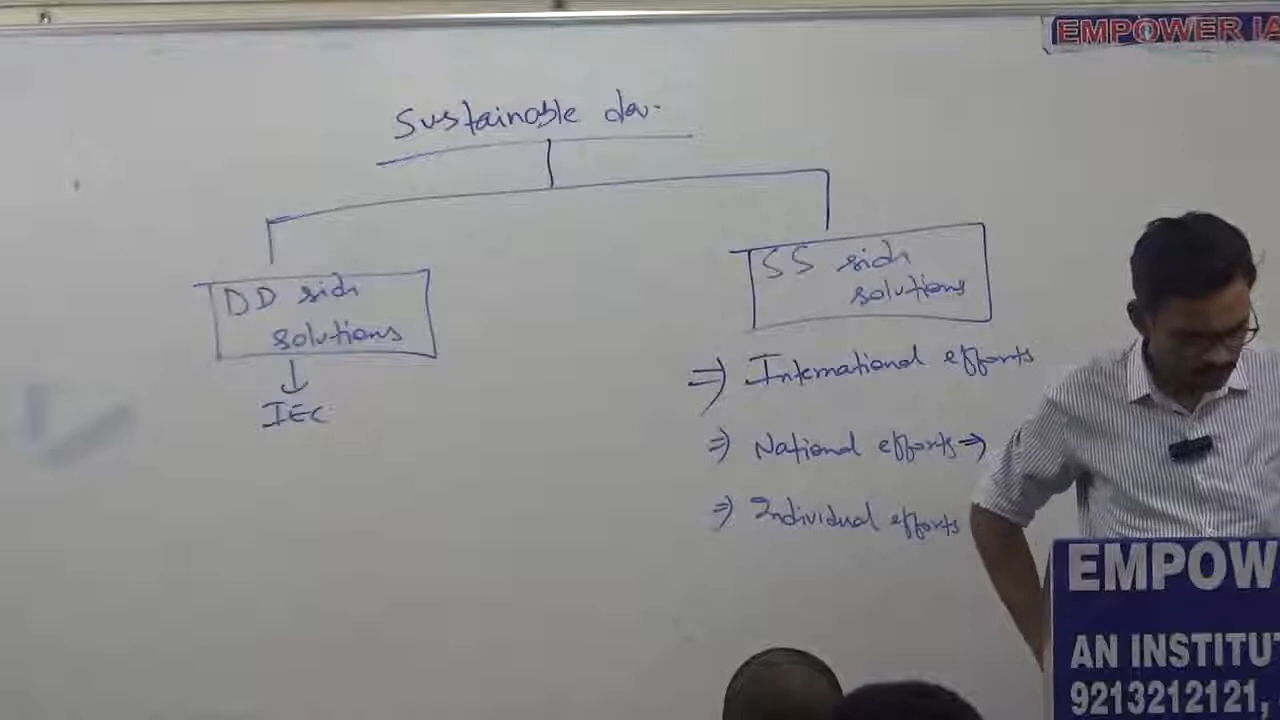 EMPOWER IA
Sustainable dev.
DD side
solutions
IEC
SS side
solutions
⇒ International efforts
⇒ National efforts →
⇒ Individual efforts
EMPOW
AN INSTITUT
9213212121,